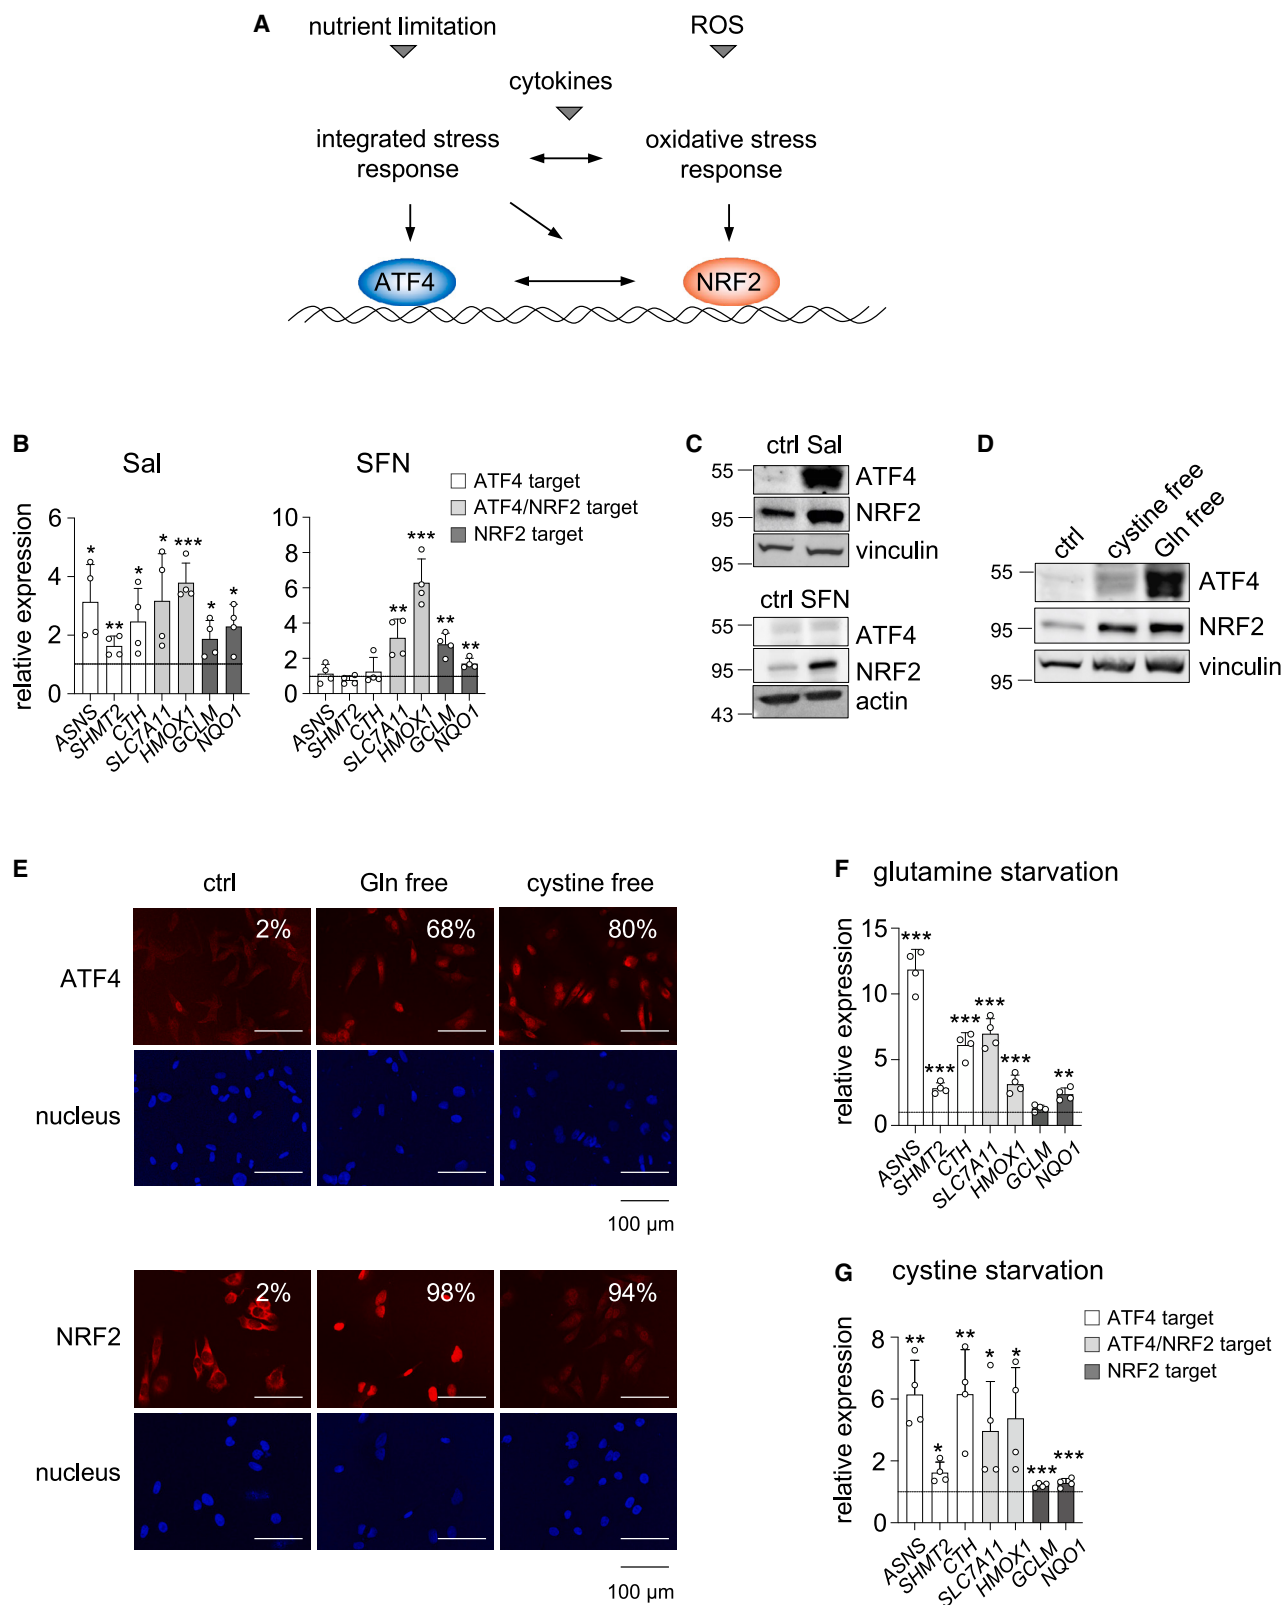 A
nutrient limitation ROS
cytokines
integrated stress response
oxidative stress response
ATF4 NRF2
B
Sal
relative expression
6
4
2
0
* ** * * *** * *
ASNS SHMT2 CTH SLC7A11 HMOX1 GCLM NQO1
SFN
10
8
6
4
2
0
** *** ** **
ASNS SHMT2 CTH SLC7A11 HMOX1 GCLM NQO1
ATF4 target
ATF4/NRF2 target
NRF2 target
C
ctrl Sal
55 ATF4
95 NRF2
95 vinculin
ctrl SFN
55 ATF4
95 NRF2
43 actin
D
ctrl cystine free Gln free
55 ATF4
95 NRF2
95 vinculin
E
ctrl Gln free cystine free
ATF4 2% 68% 80%
nucleus
100 μm
NRF2 2% 98% 94%
nucleus
100 μm
F glutamine starvation
relative expression
15
10
5
0
*** *** *** *** *** **
ASNS SHMT2 CTH SLC7A11 HMOX1 GCLM NQO1
G cystine starvation
relative expression
8
6
4
2
0
** * ** * * *** ***
ASNS SHMT2 CTH SLC7A11 HMOX1 GCLM NQO1
ATF4 target
ATF4/NRF2 target
NRF2 target